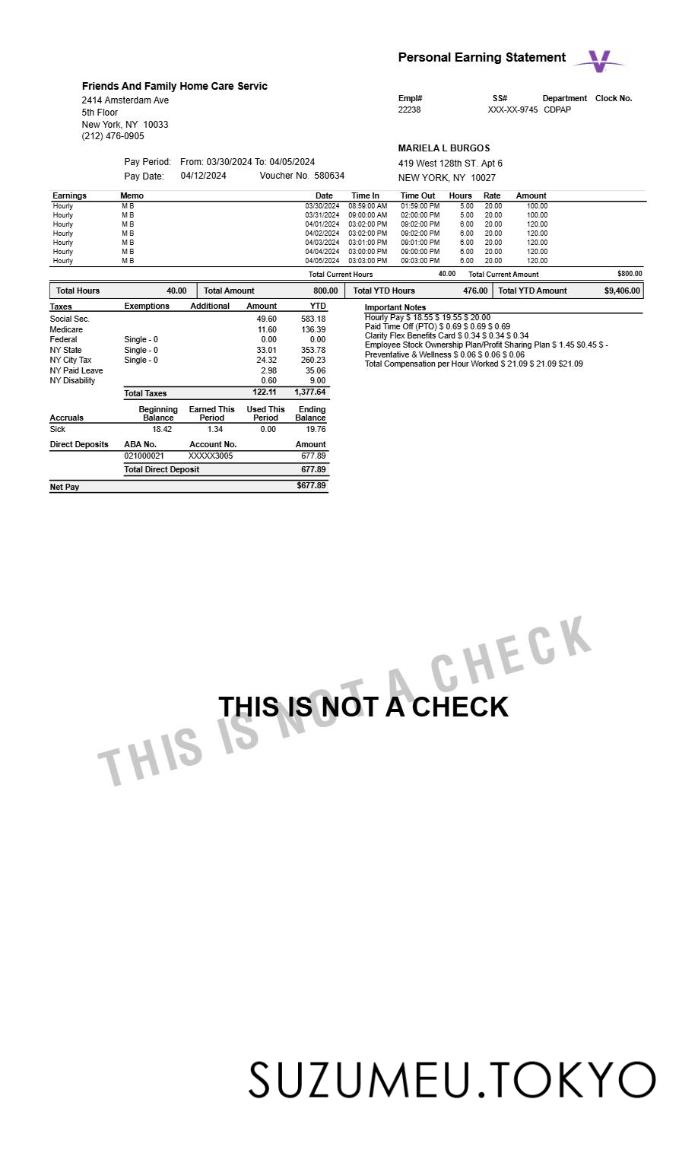 Personal Earning Statement
Friends And Family Home Care Servic
2414 Amsterdam Ave
5th Floor
New York, NY 10033
(212) 476-0905
Empl# SS# Department Clock No.
22238 XXX-XX-9745 CDPAP
MARIELA L BURGOS
419 West 128th ST. Apt 6
NEW YORK, NY 10027
Pay Period: From: 03/30/2024 To: 04/05/2024
Pay Date: 04/12/2024 Voucher No. 580634
Earnings Memo Date Time In Time Out Hours Rate Amount
Hourly M B 03/30/2024 08:59:00 AM 01:59:00 PM 5.00 20.00 100.00
Hourly M B 03/31/2024 09:00:00 AM 02:00:00 PM 5.00 20.00 100.00
Hourly M B 04/01/2024 03:02:00 PM 09:02:00 PM 6.00 20.00 120.00
Hourly M B 04/02/2024 03:02:00 PM 09:02:00 PM 6.00 20.00 120.00
Hourly M B 04/03/2024 03:01:00 PM 09:01:00 PM 6.00 20.00 120.00
Hourly M B 04/04/2024 03:00:00 PM 09:00:00 PM 6.00 20.00 120.00
Hourly M B 04/05/2024 03:03:00 PM 09:03:00 PM 6.00 20.00 120.00
Total Current Hours 40.00 Total Current Amount $800.00
Total Hours 40.00 Total Amount 800.00 Total YTD Hours 476.00 Total YTD Amount $9,406.00
Taxes Exemptions Additional Amount YTD
Social Sec. 49.60 583.18
Medicare 11.60 136.39
Federal Single - 0 0.00 0.00
NY State Single - 0 33.01 353.78
NY City Tax Single - 0 24.32 260.23
NY Paid Leave 2.98 35.06
NY Disability 0.60 9.00
Total Taxes 122.11 1,377.64
Important Notes
Hourly Pay $ 18.55 $ 19.55 $ 20.00
Paid Time Off (PTO) $ 0.69 $ 0.69 $ 0.69
Clarity Flex Benefits Card $ 0.34 $ 0.34 $ 0.34
Employee Stock Ownership Plan/Profit Sharing Plan $ 1.45 $0.45 $ -
Preventative & Wellness $ 0.06 $ 0.06 $ 0.06
Total Compensation per Hour Worked $ 21.09 $ 21.09 $21.09
Accruals Beginning Balance Earned This Period Used This Period Ending Balance
Sick 18.42 1.34 0.00 19.76
Direct Deposits ABA No. Account No. Amount
021000021 XXXXX3005 677.89
Total Direct Deposit 677.89
Net Pay $677.89
THIS IS NOT A CHECK
THIS IS NOT A CHECK
SUZUMEU.TOKYO